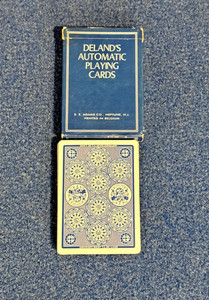 DELAND'S
AUTOMATIC
PLAYING
CARDS
S. S. ADAMS CO., NEPTUNE, N.J.
PRINTED IN BELGIUM